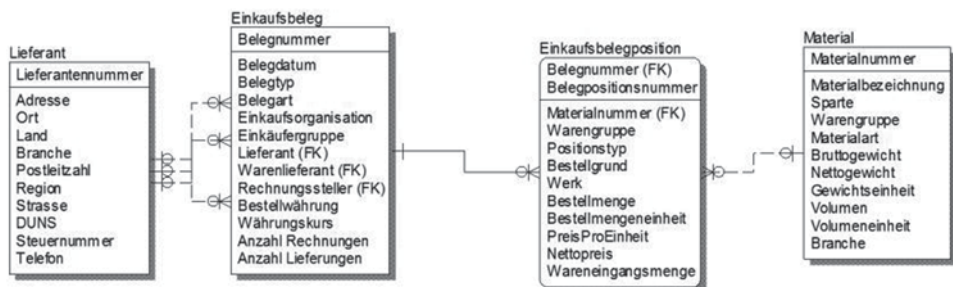 Lieferant
Lieferantennummer
Adresse
Ort
Land
Branche
Postleitzahl
Region
Strasse
DUNS
Steuernummer
Telefon
Einkaufsbeleg
Belegnummer
Belegdatum
Belegtyp
Belegart
Einkaufsorganisation
Einkäufergruppe
Lieferant (FK)
Warenlieferant (FK)
Rechnungssteller (FK)
Bestellwährung
Währungskurs
Anzahl Rechnungen
Anzahl Lieferungen
Einkaufsbelegposition
Belegnummer (FK)
Belegpositionsnummer
Materialnummer (FK)
Warengruppe
Positionstyp
Bestellgrund
Werk
Bestellmenge
Bestellmengeneinheit
PreisProEinheit
Nettopreis
Wareneingangsmenge
Material
Materialnummer
Materialbezeichnung
Sparte
Warengruppe
Materialart
Bruttogewicht
Nettogewicht
Gewichtseinheit
Volumen
Volumeneinheit
Branche